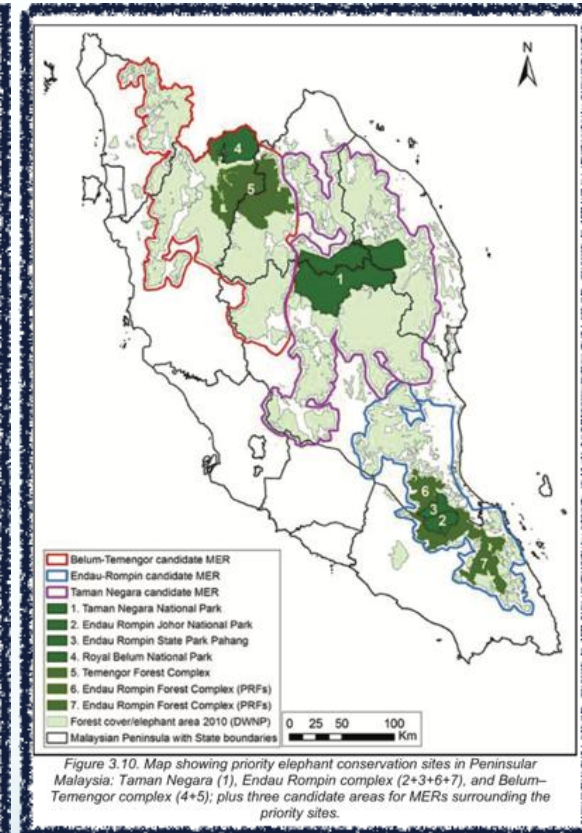 N
4
5
1
6
3
2
7
Belum-Temengor candidate MER
Endau-Rompin candidate MER
Taman Negara candidate MER
1. Taman Negara National Park
2. Endau Rompin Johor National Park
3. Endau Rompin State Park Pahang
4. Royal Belum National Park
5. Temengor Forest Complex
6. Endau Rompin Forest Complex (PRFs)
7. Endau Rompin Forest Complex (PRFs)
Forest cover/elephant area 2010 (DWNP)
Malaysian Peninsula with State boundaries
0 25 50 100
Km
Figure 3.10. Map showing priority elephant conservation sites in Peninsular
Malaysia: Taman Negara (1), Endau Rompin complex (2+3+6+7), and Belum–
Temengor complex (4+5); plus three candidate areas for MERs surrounding the
priority sites.